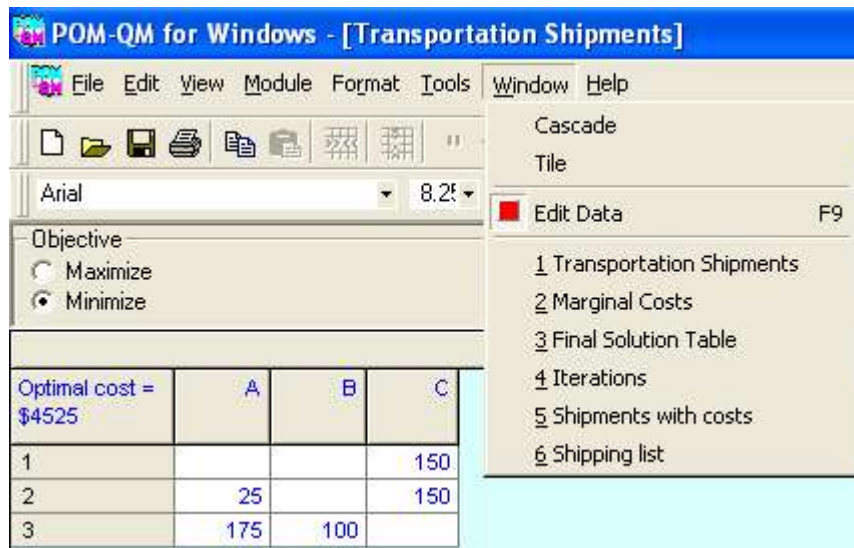 POM-QM for Windows - [Transportation Shipments]
File Edit View Module Format Tools Window Help
Cascade
Tile
Arial 8.25
Edit Data F9
Objective
Maximize
Minimize
1 Transportation Shipments
2 Marginal Costs
3 Final Solution Table
4 Iterations
5 Shipments with costs
6 Shipping list
Optimal cost = A B C
$4525
1 150
2 25 150
3 175 100